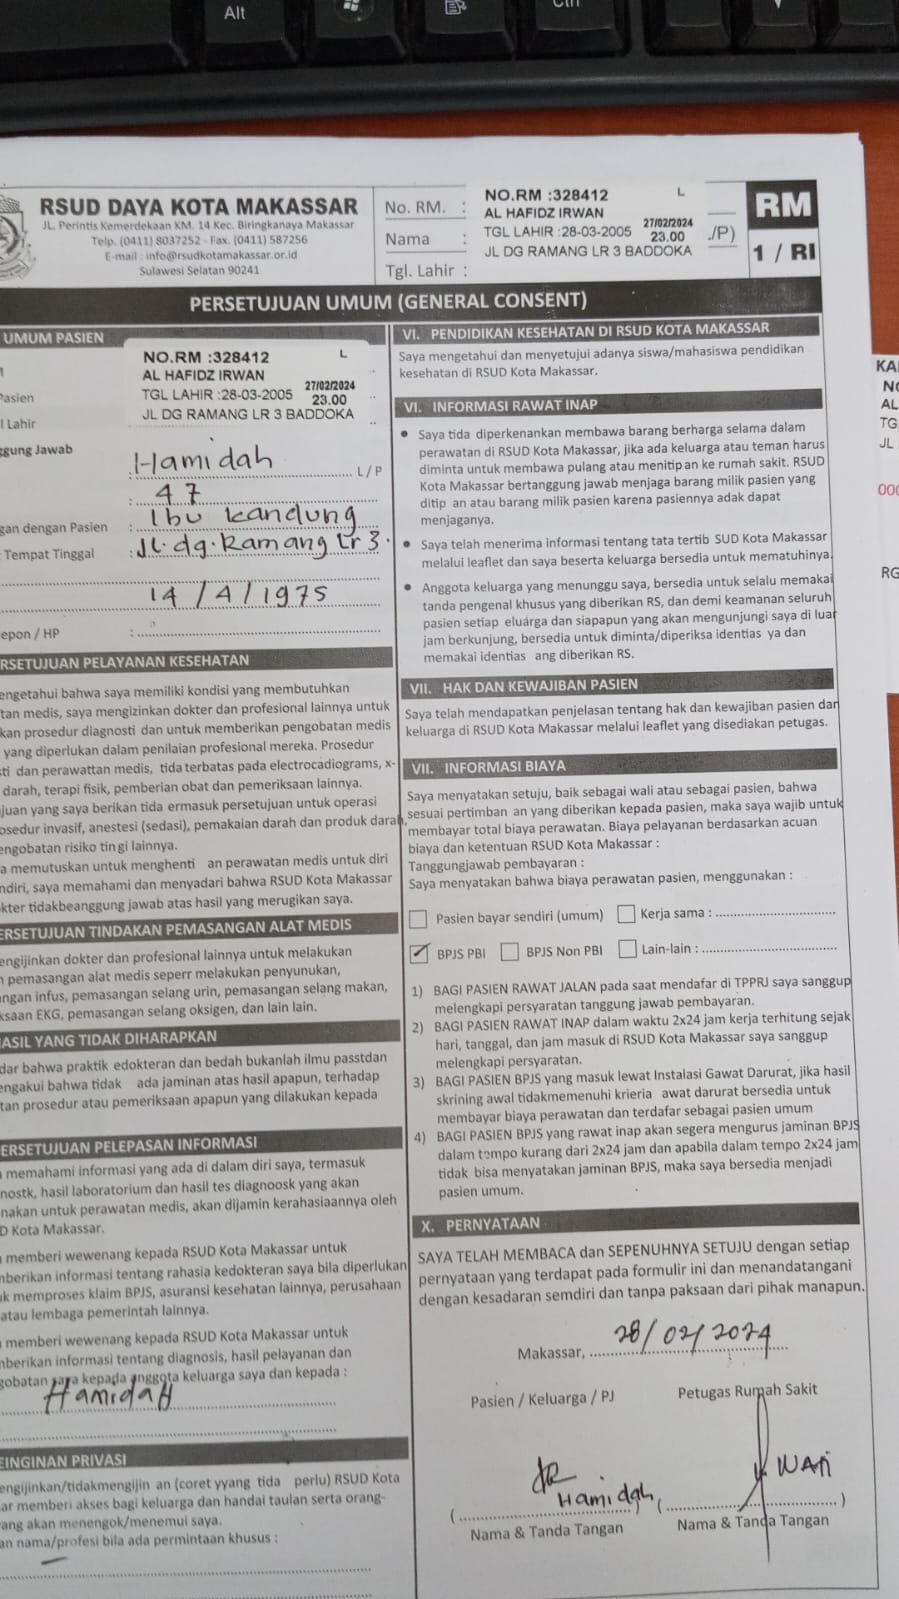 Alt
Ctrl
RSUD DAYA KOTA MAKASSAR
JL. Perintis Kemerdekaan KM. 14 Kec. Biringkanaya Makassar
Telp. (0411) 8037252 - Fax. (0411) 587256
E-mail : info@rsudkotamakassar.or.id
Sulawesi Selatan 90241
No. RM. :
Nama :
Tgl. Lahir :
NO.RM :328412 L
AL HAFIDZ IRWAN
TGL LAHIR :28-03-2005 27/02/2024 23.00
JL DG RAMANG LR 3 BADDOKA
/P)
RM
1 / RI
PERSETUJUAN UMUM (GENERAL CONSENT)
UMUM PASIEN
NO.RM :328412 L
AL HAFIDZ IRWAN
TGL LAHIR :28-03-2005 27/02/2024 23.00
JL DG RAMANG LR 3 BADDOKA
Pasien
l Lahir
ggung Jawab
: Hamidah L / P
: 47
gan dengan Pasien : Ibu kandung
Tempat Tinggal : Jl. dg. Ramang Lr 3.
14 / 4 / 1975
epon / HP :
RSETUJUAN PELAYANAN KESEHATAN
engetahui bahwa saya memiliki kondisi yang membutuhkan
tan medis, saya mengizinkan dokter dan profesional lainnya untuk
kan prosedur diagnosti dan untuk memberikan pengobatan medis
yang diperlukan dalam penilaian profesional mereka. Prosedur
sti dan perawattan medis, tida terbatas pada electrocadiograms, x-
darah, terapi fisik, pemberian obat dan pemeriksaan lainnya.
juan yang saya berikan tida ermasuk persetujuan untuk operasi
osedur invasif, anestesi (sedasi), pemakaian darah dan produk darah,
engobatan risiko tin gi lainnya.
a memutuskan untuk menghenti an perawatan medis untuk diri
ndiri, saya memahami dan menyadari bahwa RSUD Kota Makassar
okter tidakbeanggung jawab atas hasil yang merugikan saya.
ERSETUJUAN TINDAKAN PEMASANGAN ALAT MEDIS
engijinkan dokter dan profesional lainnya untuk melakukan
n pemasangan alat medis seperr melakukan penyunukan,
ngan infus, pemasangan selang urin, pemasangan selang makan,
ksaan EKG, pemasangan selang oksigen, dan lain lain.
ASIL YANG TIDAK DIHARAPKAN
dar bahwa praktik edokteran dan bedah bukanlah ilmu passtdan
engakui bahwa tidak ada jaminan atas hasil apapun, terhadap
tan prosedur atau pemeriksaan apapun yang dilakukan kepada
ERSETUJUAN PELEPASAN INFORMASI
memahami informasi yang ada di dalam diri saya, termasuk
nostk, hasil laboratorium dan hasil tes diagnoosk yang akan
nakan untuk perawatan medis, akan dijamin kerahasiaannya oleh
D Kota Makassar.
memberi wewenang kepada RSUD Kota Makassar untuk
mberikan informasi tentang rahasia kedokteran saya bila diperlukan
uk memproses klaim BPJS, asuransi kesehatan lainnya, perusahaan
atau lembaga pemerintah lainnya.
memberi wewenang kepada RSUD Kota Makassar untuk
mberikan informasi tentang diagnosis, hasil pelayanan dan
gobatan saya kepada anggota keluarga saya dan kepada :
Hamidah
EINGINAN PRIVASI
engijinkan/tidakmengijin an (coret yyang tida perlu) RSUD Kota
ar memberi akses bagi keluarga dan handai taulan serta orang-
ang akan menengok/menemui saya.
an nama/profesi bila ada permintaan khusus :
VI. PENDIDIKAN KESEHATAN DI RSUD KOTA MAKASSAR
Saya mengetahui dan menyetujui adanya siswa/mahasiswa pendidikan
kesehatan di RSUD Kota Makassar.
VI. INFORMASI RAWAT INAP
• Saya tida diperkenankan membawa barang berharga selama dalam
perawatan di RSUD Kota Makassar, jika ada keluarga atau teman harus
diminta untuk membawa pulang atau menitip an ke rumah sakit. RSUD
Kota Makassar bertanggung jawab menjaga barang milik pasien yang
ditip an atau barang milik pasien karena pasiennya adak dapat
menjaganya.
• Saya telah menerima informasi tentang tata tertib SUD Kota Makassar
melalui leaflet dan saya beserta keluarga bersedia untuk mematuhinya.
• Anggota keluarga yang menunggu saya, bersedia untuk selalu memakai
tanda pengenal khusus yang diberikan RS, dan demi keamanan seluruh
pasien setiap eluarga dan siapapun yang akan mengunjungi saya di luar
jam berkunjung, bersedia untuk diminta/diperiksa identias ya dan
memakai identias ang diberikan RS.
VII. HAK DAN KEWAJIBAN PASIEN
Saya telah mendapatkan penjelasan tentang hak dan kewajiban pasien dan
keluarga di RSUD Kota Makassar melalui leaflet yang disediakan petugas.
VII. INFORMASI BIAYA
Saya menyatakan setuju, baik sebagai wali atau sebagai pasien, bahwa
sesuai pertimban an yang diberikan kepada pasien, maka saya wajib untuk
membayar total biaya perawatan. Biaya pelayanan berdasarkan acuan
biaya dan ketentuan RSUD Kota Makassar :
Tanggungjawab pembayaran :
Saya menyatakan bahwa biaya perawatan pasien, menggunakan :
Pasien bayar sendiri (umum) Kerja sama :
✓ BPJS PBI BPJS Non PBI Lain-lain :
1) BAGI PASIEN RAWAT JALAN pada saat mendafar di TPPRJ saya sanggup
melengkapi persyaratan tanggung jawab pembayaran.
2) BAGI PASIEN RAWAT INAP dalam waktu 2x24 jam kerja terhitung sejak
hari, tanggal, dan jam masuk di RSUD Kota Makassar saya sanggup
melengkapi persyaratan.
3) BAGI PASIEN BPJS yang masuk lewat Instalasi Gawat Darurat, jika hasil
skrining awal tidakmemenuhi krieria awat darurat bersedia untuk
membayar biaya perawatan dan terdafar sebagai pasien umum
4) BAGI PASIEN BPJS yang rawat inap akan segera mengurus jaminan BPJS
dalam tempo kurang dari 2x24 jam dan apabila dalam tempo 2x24 jam
tidak bisa menyatakan jaminan BPJS, maka saya bersedia menjadi
pasien umum.
X. PERNYATAAN
SAYA TELAH MEMBACA dan SEPENUHNYA SETUJU dengan setiap
pernyataan yang terdapat pada formulir ini dan menandatangani
dengan kesadaran semdiri dan tanpa paksaan dari pihak manapun.
Makassar, 28/02/2024
Pasien / Keluarga / PJ Petugas Rumah Sakit
( Hamidah ) ( )
Nama & Tanda Tangan Nama & Tanda Tangan
KA
NO
AL
TG
JL
000
RG